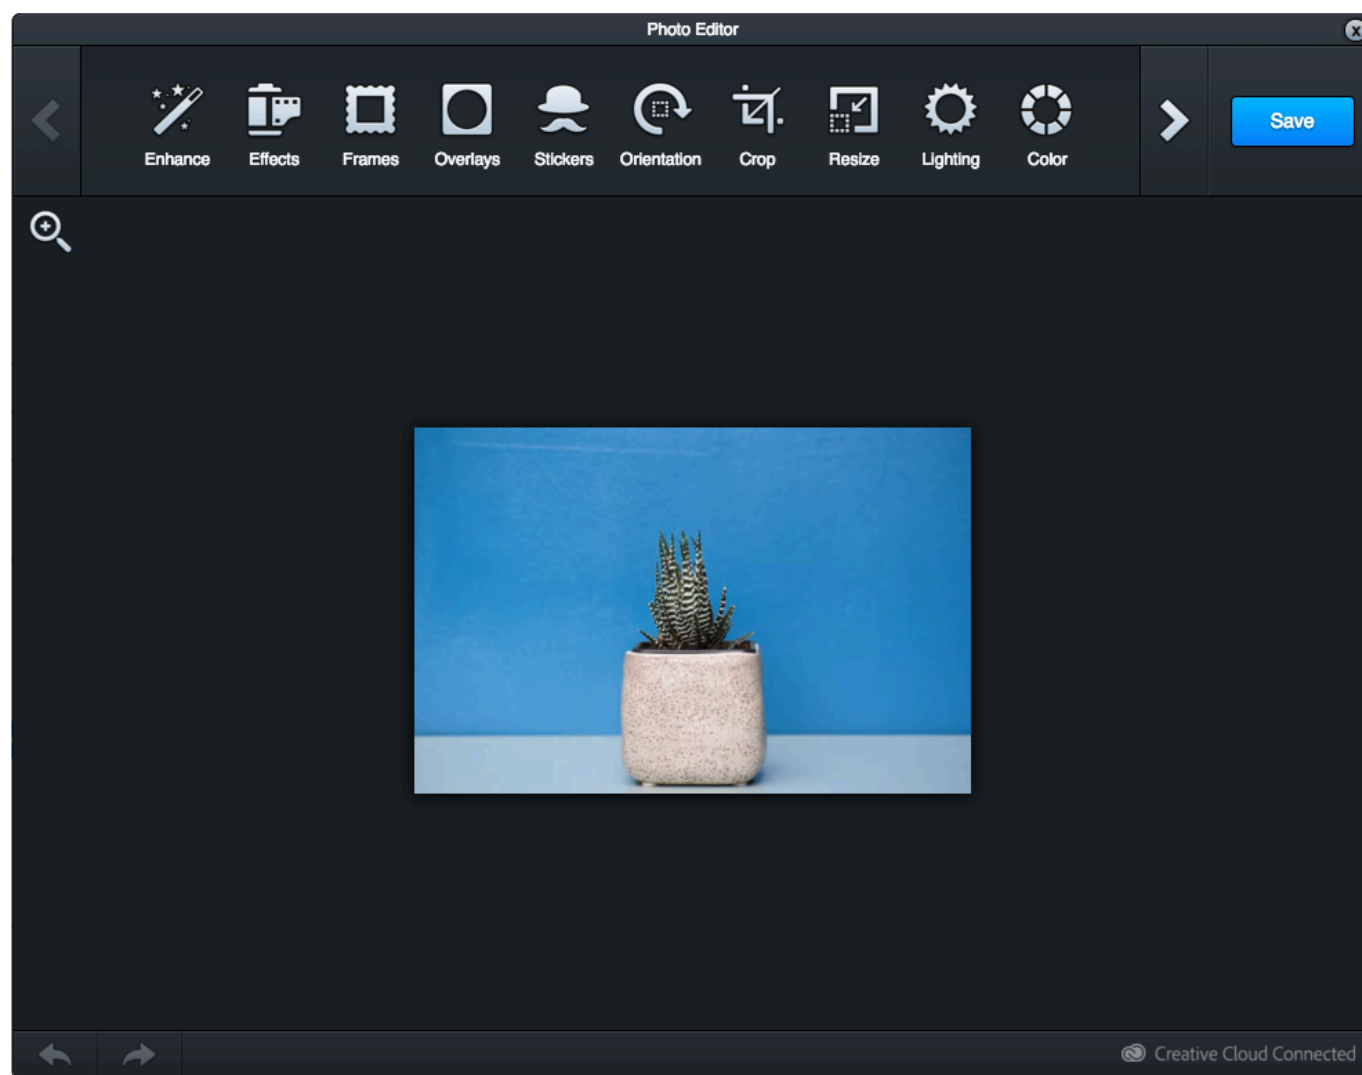 Photo Editor
Enhance Effects Frames Overlays Stickers Orientation Crop Resize Lighting Color
Save
Creative Cloud Connected